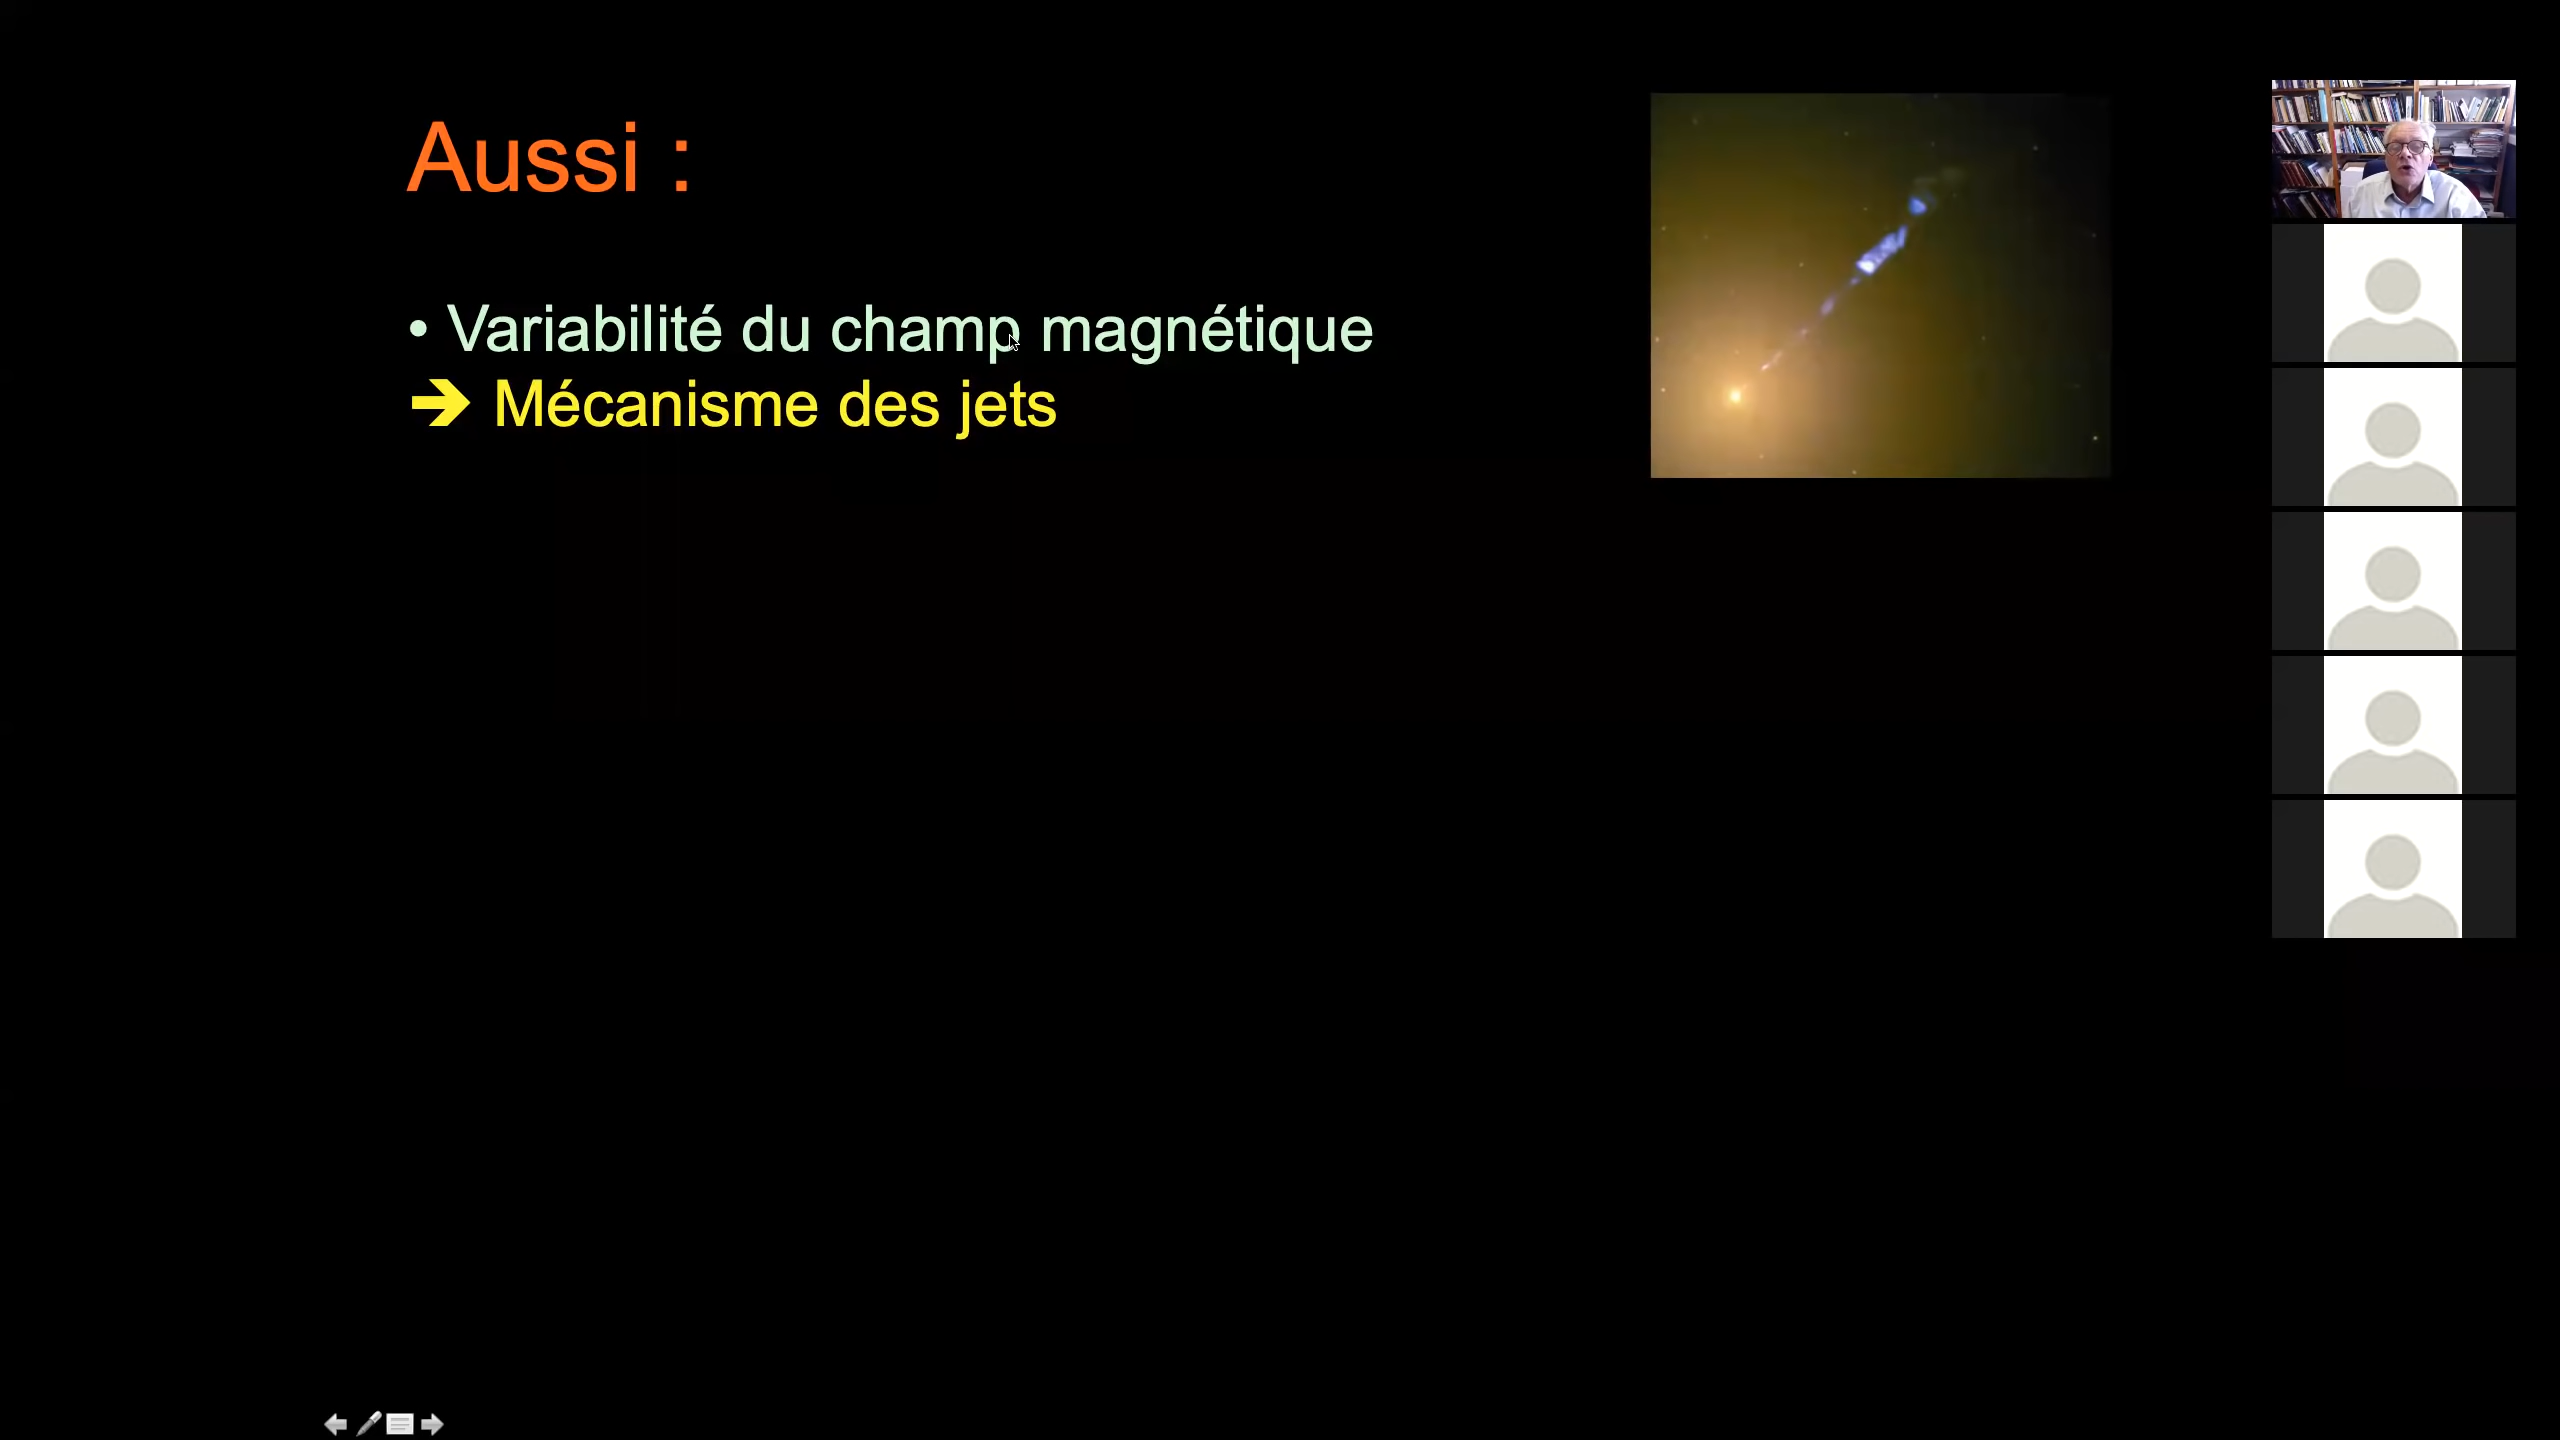 Aussi :
• Variabilité du champ magnétique
➔ Mécanisme des jets